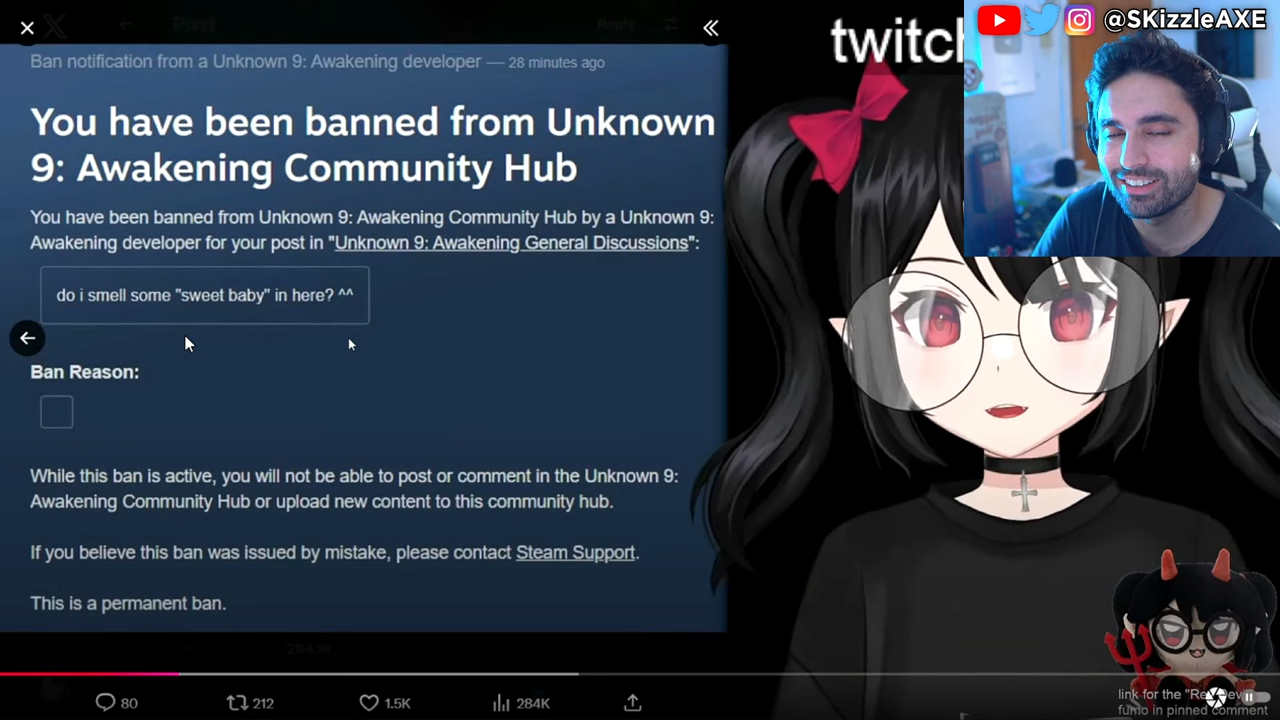 Post
Reply
twitch
@SKizzleAXE
Ban notification from a Unknown 9: Awakening developer — 28 minutes ago
You have been banned from Unknown
9: Awakening Community Hub
You have been banned from Unknown 9: Awakening Community Hub by a Unknown 9:
Awakening developer for your post in "Unknown 9: Awakening General Discussions":
do i smell some "sweet baby" in here? ^^
Ban Reason:
While this ban is active, you will not be able to post or comment in the Unknown 9:
Awakening Community Hub or upload new content to this community hub.
If you believe this ban was issued by mistake, please contact Steam Support.
This is a permanent ban.
80
212
1.5K
284K
link for the "Re
fumo in pinned comment